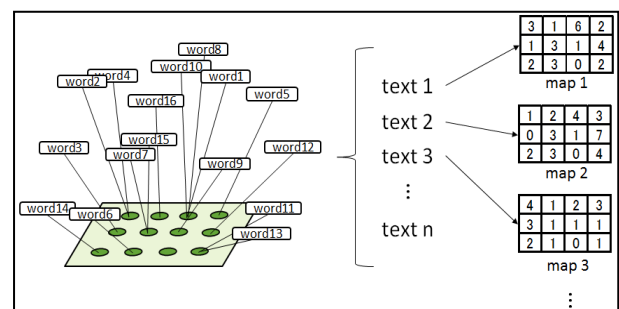 word8
word10
word4
word1
word2
word5
word16
word15
word3
word7
word12
word9
word14
word6
word11
word13
text 1
text 2
text 3
⋮
text n
3 1 6 2
1 3 1 4
2 3 0 2
map 1
1 2 4 3
0 3 1 7
2 3 0 4
map 2
4 1 2 3
3 1 1 1
2 1 0 1
map 3
⋮